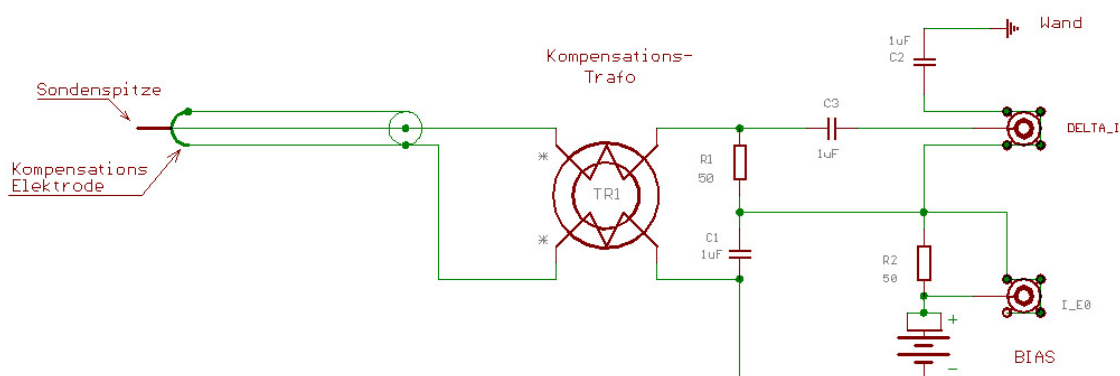 Sondenspitze
Kompensations
Elektrode
Kompensations-
Trafo
*
*
TR1
R1
50
C1
1uF
C3
1uF
1uF
C2
Wand
DELTA_I
R2
50
I_E0
+
-
BIAS